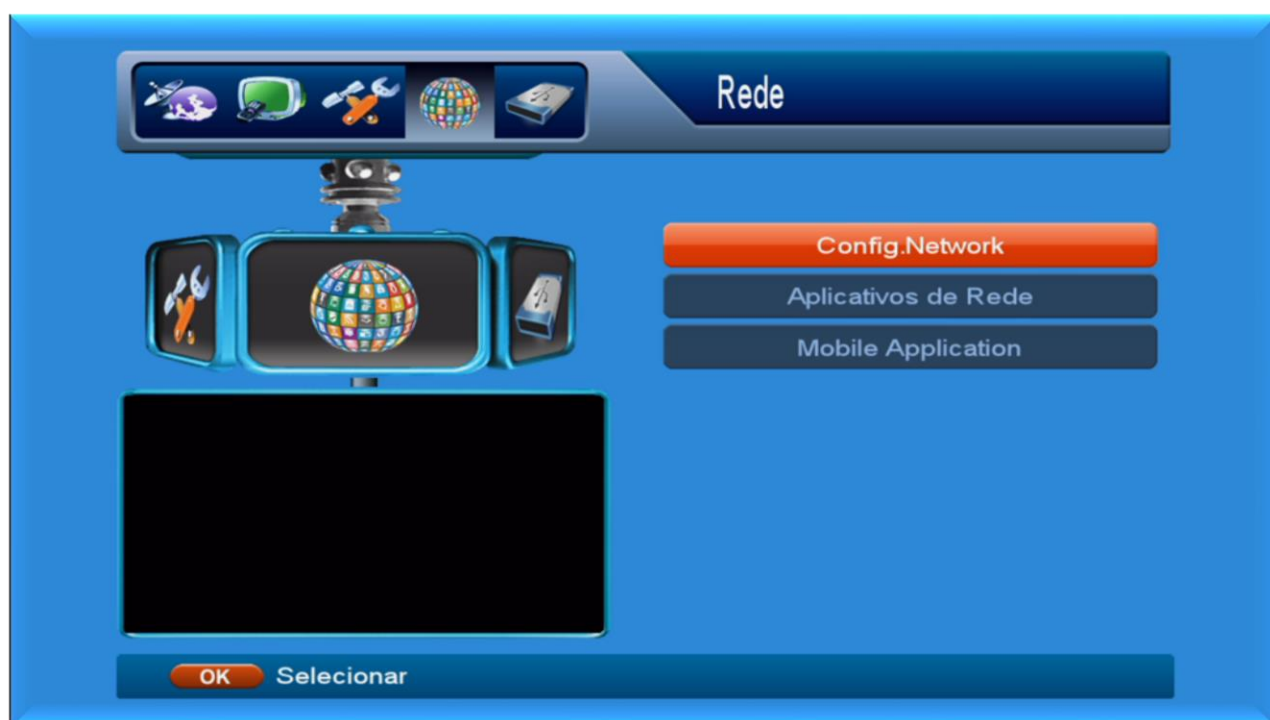 Rede
Config.Network
Aplicativos de Rede
Mobile Application
OK Selecionar